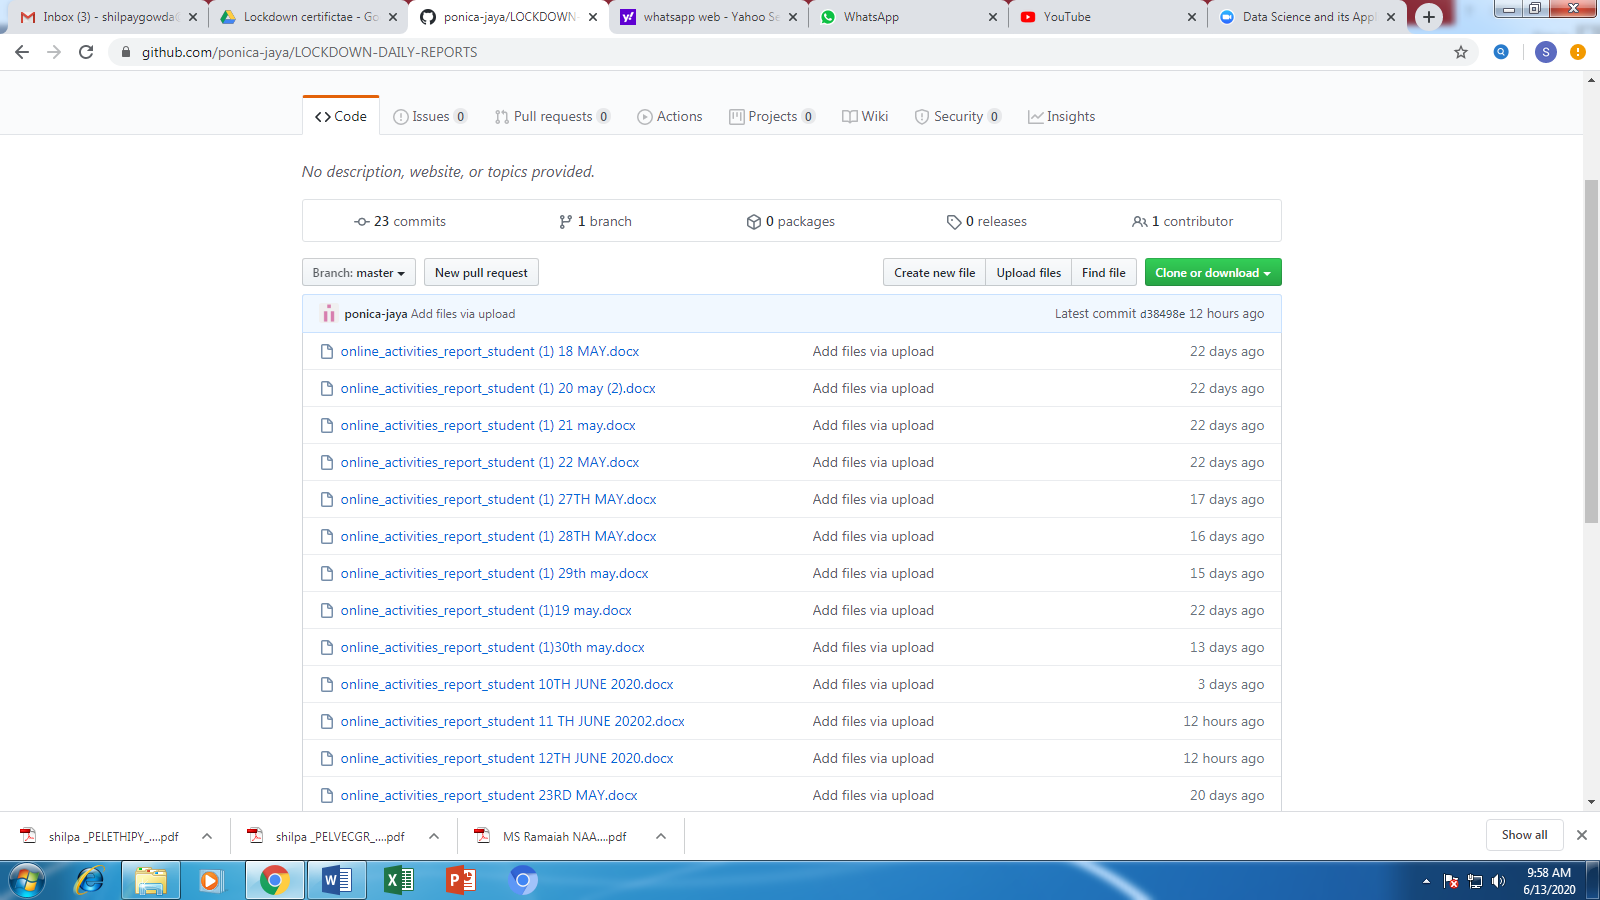 Inbox (3) - shilpaygowda
Lockdown certifictae - Go
ponica-jaya/LOCKDOWN-
whatsapp web - Yahoo Se
WhatsApp
YouTube
Data Science and its Appl
github.com/ponica-jaya/LOCKDOWN-DAILY-REPORTS
S
Code
Issues 0
Pull requests 0
Actions
Projects 0
Wiki
Security 0
Insights
No description, website, or topics provided.
23 commits
1 branch
0 packages
0 releases
1 contributor
Branch: master
New pull request
Create new file
Upload files
Find file
Clone or download
ponica-jaya Add files via upload
Latest commit d38498e 12 hours ago
online_activities_report_student (1) 18 MAY.docx Add files via upload 22 days ago
online_activities_report_student (1) 20 may (2).docx Add files via upload 22 days ago
online_activities_report_student (1) 21 may.docx Add files via upload 22 days ago
online_activities_report_student (1) 22 MAY.docx Add files via upload 22 days ago
online_activities_report_student (1) 27TH MAY.docx Add files via upload 17 days ago
online_activities_report_student (1) 28TH MAY.docx Add files via upload 16 days ago
online_activities_report_student (1) 29th may.docx Add files via upload 15 days ago
online_activities_report_student (1)19 may.docx Add files via upload 22 days ago
online_activities_report_student (1)30th may.docx Add files via upload 13 days ago
online_activities_report_student 10TH JUNE 2020.docx Add files via upload 3 days ago
online_activities_report_student 11 TH JUNE 20202.docx Add files via upload 12 hours ago
online_activities_report_student 12TH JUNE 2020.docx Add files via upload 12 hours ago
online_activities_report_student 23RD MAY.docx Add files via upload 20 days ago
shilpa _PELETHIPY_....pdf
shilpa _PELVECGR_....pdf
MS Ramaiah NAA....pdf
Show all
9:58 AM
6/13/2020